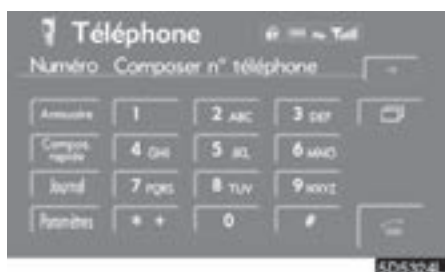 Téléphone
Numéro Composer n° téléphone
Annuaire 1 2 ABC 3 DEF
Compos. rapide 4 GHI 5 JKL 6 MNO
Journal 7 PQRS 8 TUV 9 WXYZ
Paramètres * + 0 #